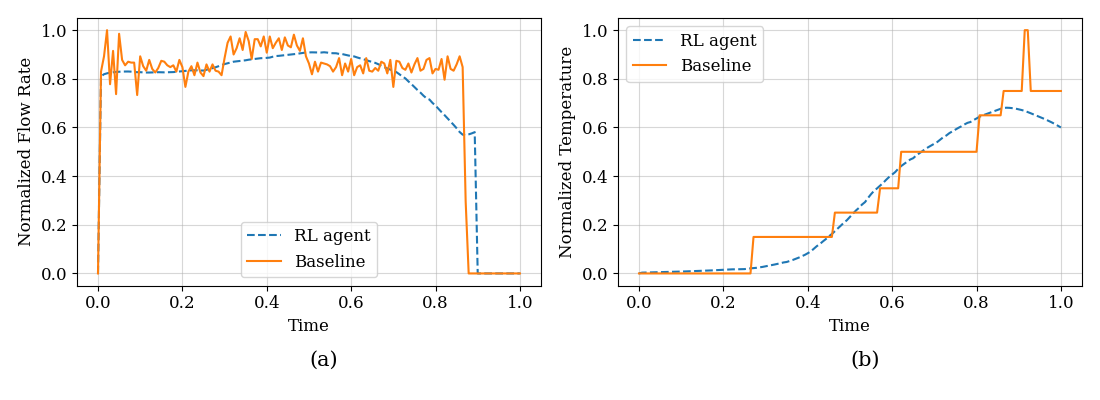 1.0
0.8
0.6
0.4
0.2
0.0
Normalized Flow Rate
RL agent
Baseline
0.0 0.2 0.4 0.6 0.8 1.0
Time
(a)
1.0
0.8
0.6
0.4
0.2
0.0
Normalized Temperature
RL agent
Baseline
0.0 0.2 0.4 0.6 0.8 1.0
Time
(b)